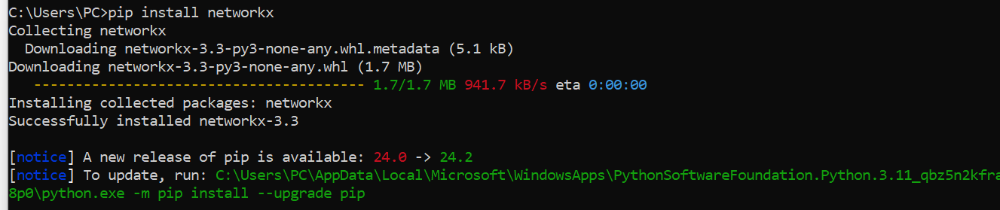 C:\Users\PC>pip install networkx
Collecting networkx
  Downloading networkx-3.3-py3-none-any.whl.metadata (5.1 kB)
Downloading networkx-3.3-py3-none-any.whl (1.7 MB)
   ---------------------------------------- 1.7/1.7 MB 941.7 kB/s eta 0:00:00
Installing collected packages: networkx
Successfully installed networkx-3.3

[notice] A new release of pip is available: 24.0 -> 24.2
[notice] To update, run: C:\Users\PC\AppData\Local\Microsoft\WindowsApps\PythonSoftwareFoundation.Python.3.11_qbz5n2kfra
8p0\python.exe -m pip install --upgrade pip